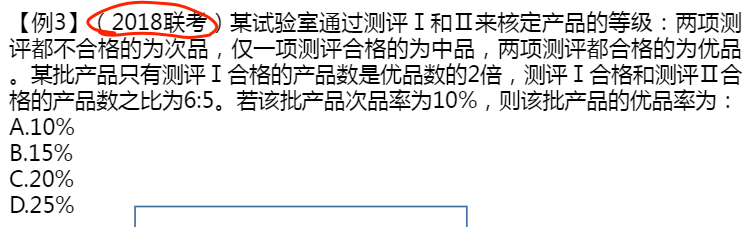 【例3】（2018联考）某试验室通过测评Ⅰ和Ⅱ来核定产品的等级：两项测
评都不合格的为次品，仅一项测评合格的为中品，两项测评都合格的为优品
。某批产品只有测评Ⅰ合格的产品数是优品数的2倍，测评Ⅰ合格和测评Ⅱ合
格的产品数之比为6:5。若该批产品次品率为10%，则该批产品的优品率为：
A.10%
B.15%
C.20%
D.25%